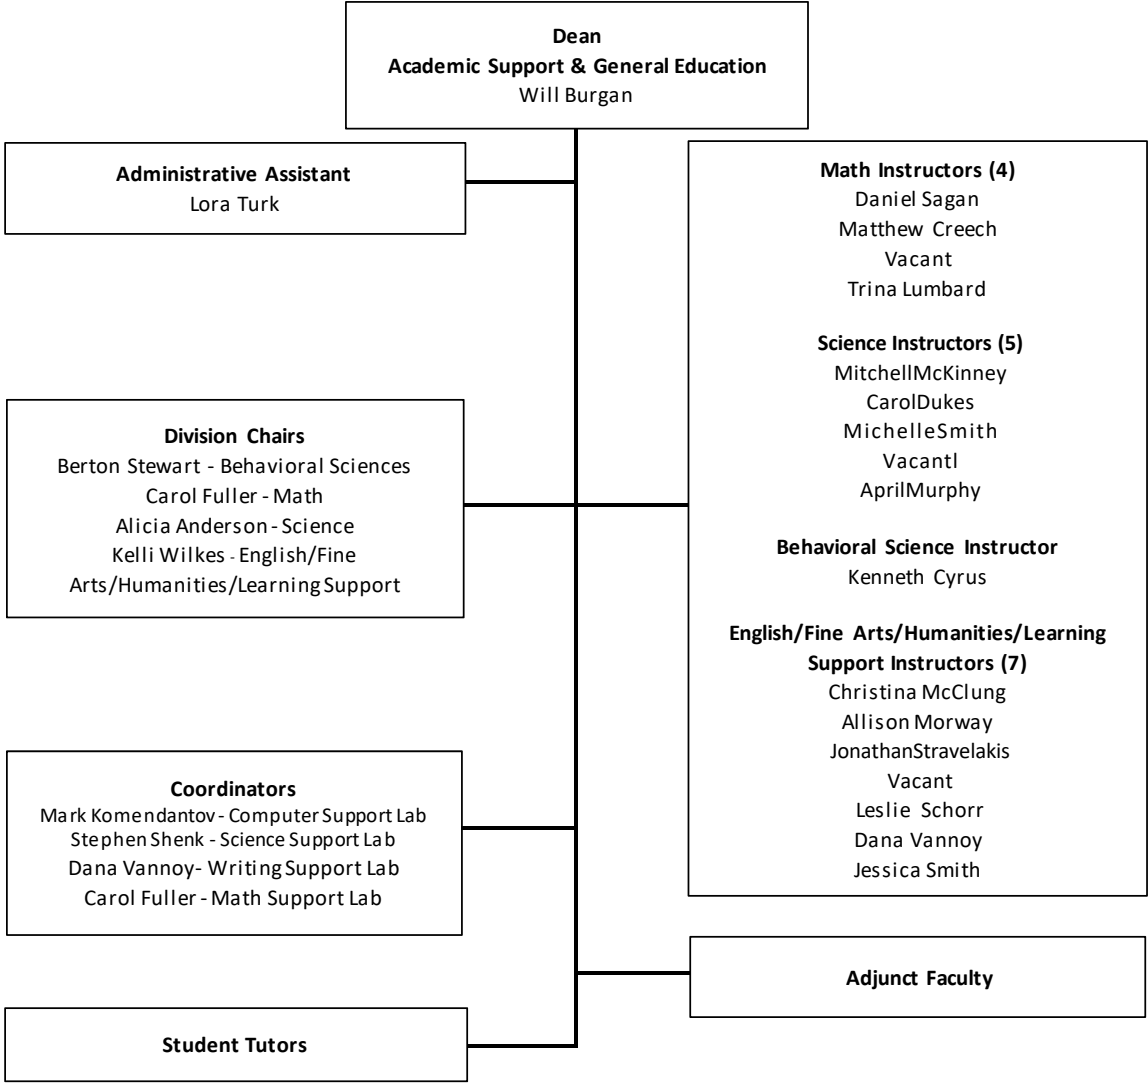 Dean
Academic Support & General Education
Will Burgan
Administrative Assistant
Lora Turk
Division Chairs
Berton Stewart - Behavioral Sciences
Carol Fuller - Math
Alicia Anderson - Science
Kelli Wilkes - English/Fine
Arts/Humanities/Learning Support
Coordinators
Mark Komendantov - Computer Support Lab
Stephen Shenk - Science Support Lab
Dana Vannoy- Writing Support Lab
Carol Fuller - Math Support Lab
Student Tutors
Math Instructors (4)
Daniel Sagan
Matthew Creech
Vacant
Trina Lumbard
Science Instructors (5)
MitchellMcKinney
CarolDukes
MichelleSmith
Vacantl
AprilMurphy
Behavioral Science Instructor
Kenneth Cyrus
English/Fine Arts/Humanities/Learning
Support Instructors (7)
Christina McClung
Allison Morway
JonathanStravelakis
Vacant
Leslie Schorr
Dana Vannoy
Jessica Smith
Adjunct Faculty